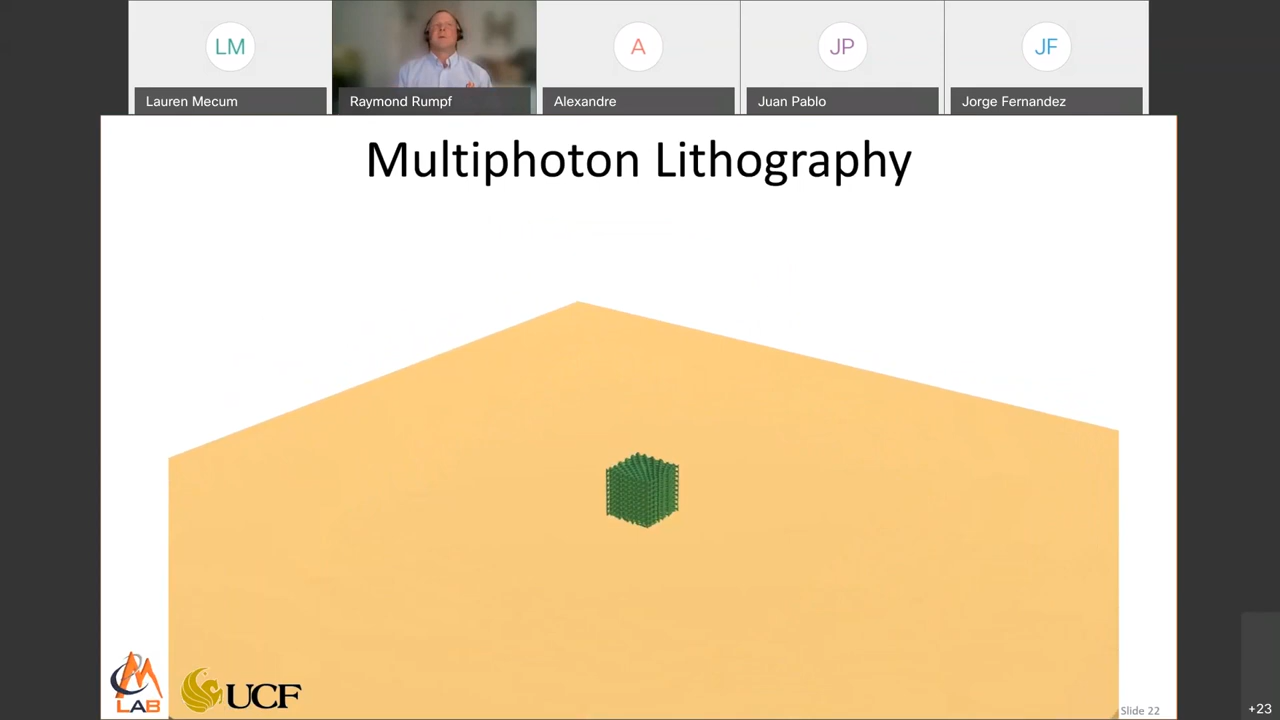 LM
Lauren Mecum
Raymond Rumpf
A
Alexandre
JP
Juan Pablo
JF
Jorge Fernandez
Multiphoton Lithography
LAB
UCF
Slide 22
+23